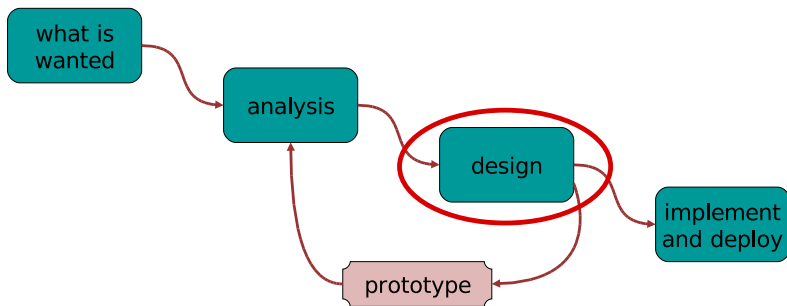 what is
wanted
analysis
design
implement
and deploy
prototype